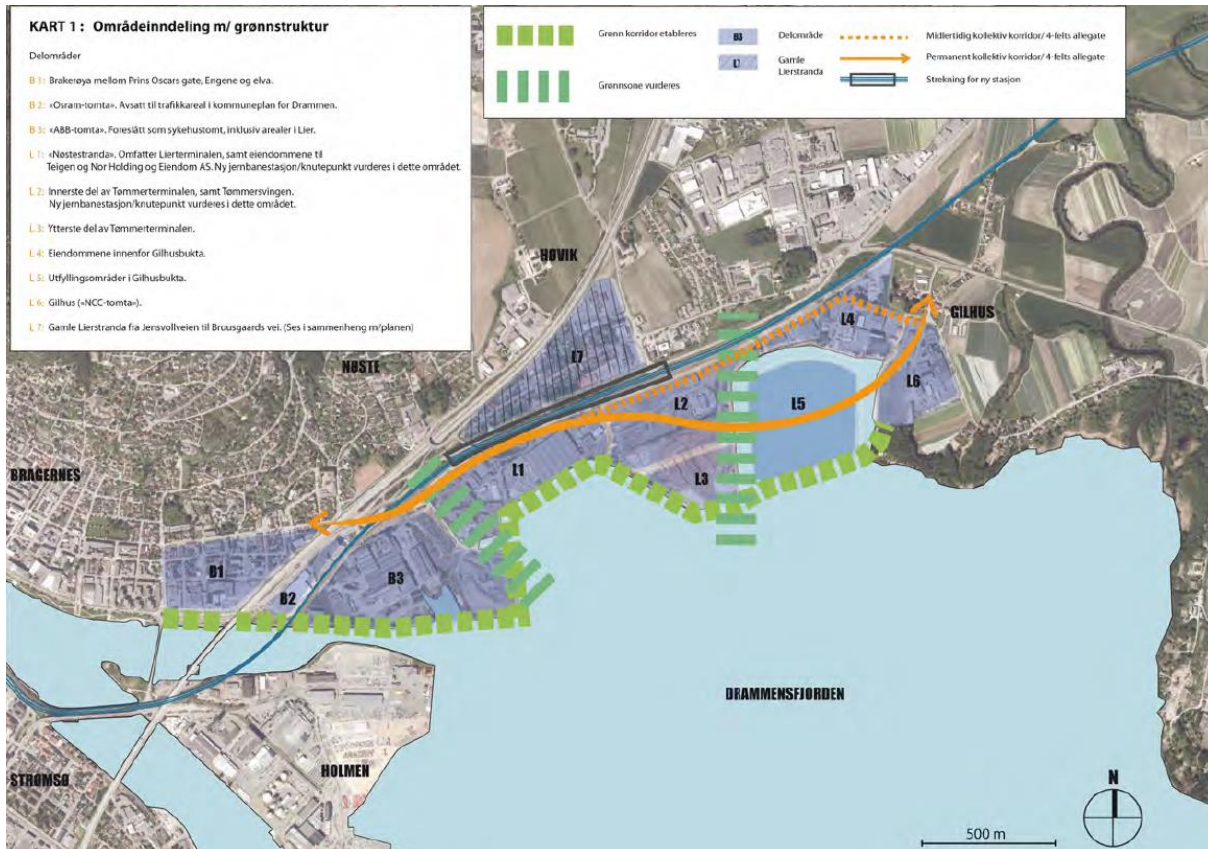 KART 1 : Områdeinndeling m/ grønnstruktur
Delområder
B 1: Brakerøya mellom Prins Oscars gate, Engene og elva.
B 2: «Osram-tomta». Avsatt til trafikkareal i kommuneplan for Drammen.
B 3: «ABB-tomta». Foreslått som sykehustomt, inklusiv arealer i Lier.
L 1: «Nøstestranda». Omfatter Lierterminalen, samt eiendommene til
Teigen og Nor Holding og Eiendom AS. Ny jernbanestasjon/knutepunkt vurderes i dette området.
L 2: Innerste del av Tømmerterminalen, samt Tømmersvingen.
Ny jernbanestasjon/knutepunkt vurderes i dette området.
L 3: Ytterste del av Tømmerterminalen.
L 4: Eiendommene innenfor Gilhusbukta.
L 5: Utfyllingsområder i Gilhusbukta.
L 6: Gilhus («NCC-tomta»).
L 7: Gamle Lierstranda fra Jensvollveien til Bruusgaards vei. (Ses i sammenheng m/planen)
Grønn korridor etableres
Grønnsone vurderes
B3 Delområde
L7 Gamle
Lierstranda
Midlertidig kollektiv korridor/ 4-felts allegate
Permanent kollektiv korridor/ 4-felts allegate
Strekning for ny stasjon
HØVIK
GILHUS
L4
NØSTE
L7
L6
L2
L5
BRAGERNES
L1
L3
B1
B3
B2
DRAMMENSFJORDEN
STRØMSØ
HOLMEN
N
500 m